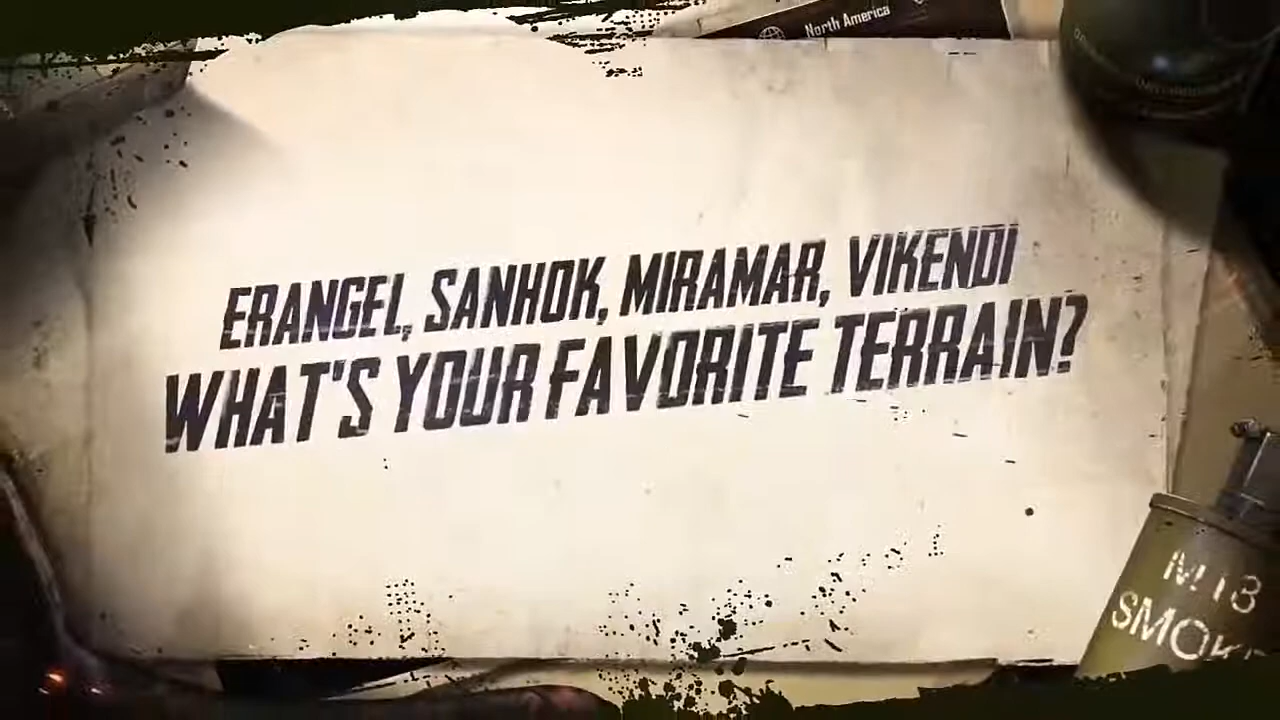 North America
ERANGEL, SANHOK, MIRAMAR, VIKENDI
WHAT'S YOUR FAVORITE TERRAIN?
M18
SMOKE